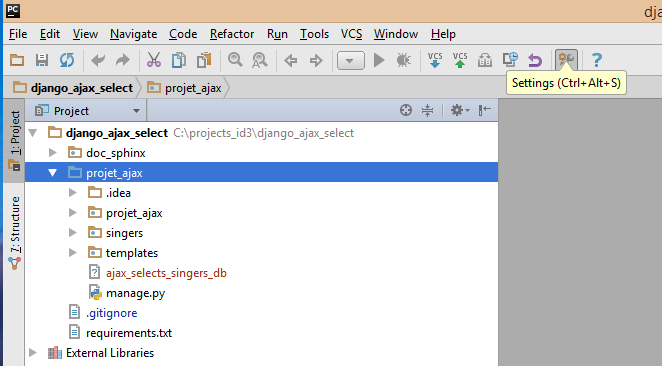 PC
dj
File Edit View Navigate Code Refactor Run Tools VCS Window Help
VCS VCS ?
Settings (Ctrl+Alt+S)
django_ajax_select projet_ajax
1: Project
7: Structure
Project
django_ajax_select C:\projects_id3\django_ajax_select
doc_sphinx
projet_ajax
.idea
projet_ajax
singers
templates
? ajax_selects_singers_db
manage.py
.gitignore
requirements.txt
External Libraries